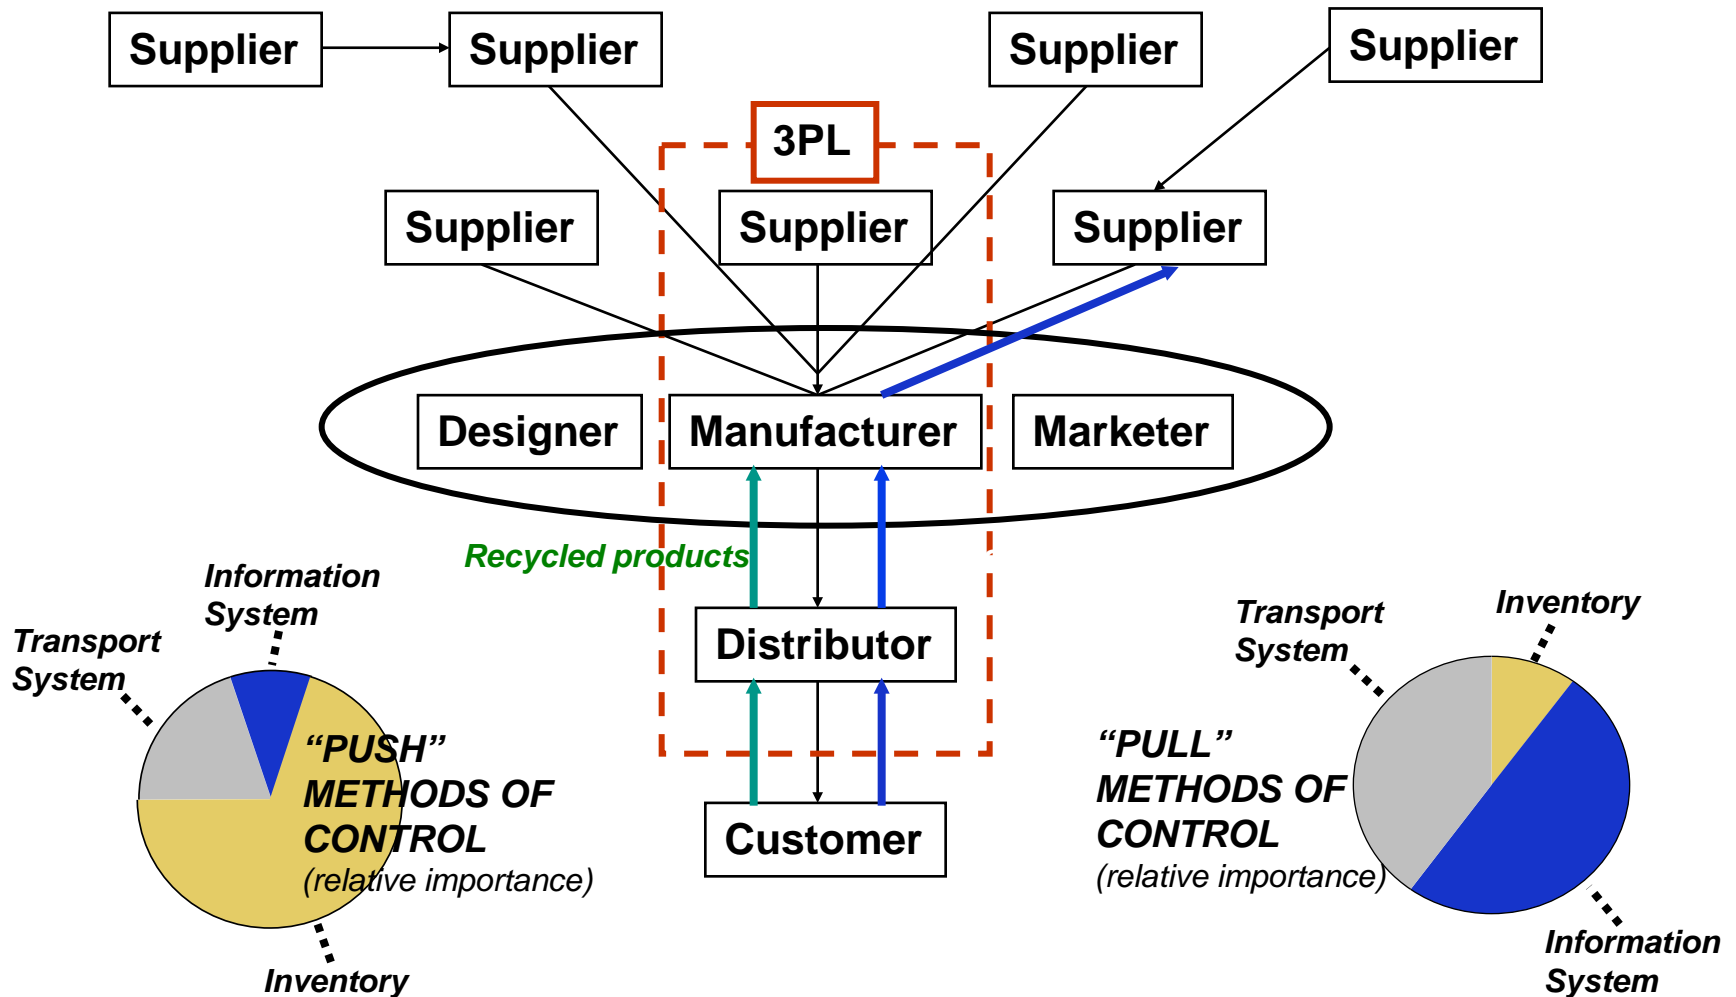 Supplier
Supplier
Supplier
Supplier
3PL
Supplier
Supplier
Supplier
Designer
Manufacturer
Marketer
Recycled products
Information
System
Transport
System
“PUSH”
METHODS OF
CONTROL
(relative importance)
Inventory
Distributor
Customer
Transport
System
Inventory
“PULL”
METHODS OF
CONTROL
(relative importance)
Information
System